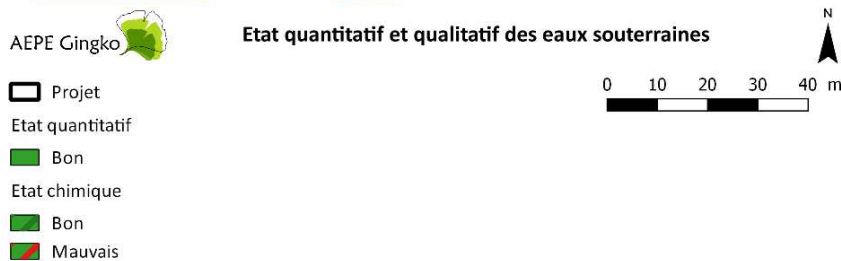 AEPE Gingko
Etat quantitatif et qualitatif des eaux souterraines
N
0 10 20 30 40 m
Projet
Etat quantitatif
Bon
Etat chimique
Bon
Mauvais